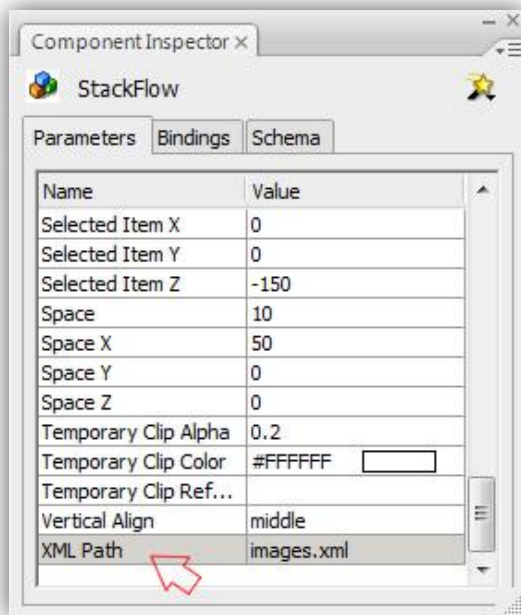 Component Inspector ×
StackFlow
Parameters Bindings Schema
Name Value
Selected Item X 0
Selected Item Y 0
Selected Item Z -150
Space 10
Space X 50
Space Y 0
Space Z 0
Temporary Clip Alpha 0.2
Temporary Clip Color #FFFFFF
Temporary Clip Ref...
Vertical Align middle
XML Path images.xml